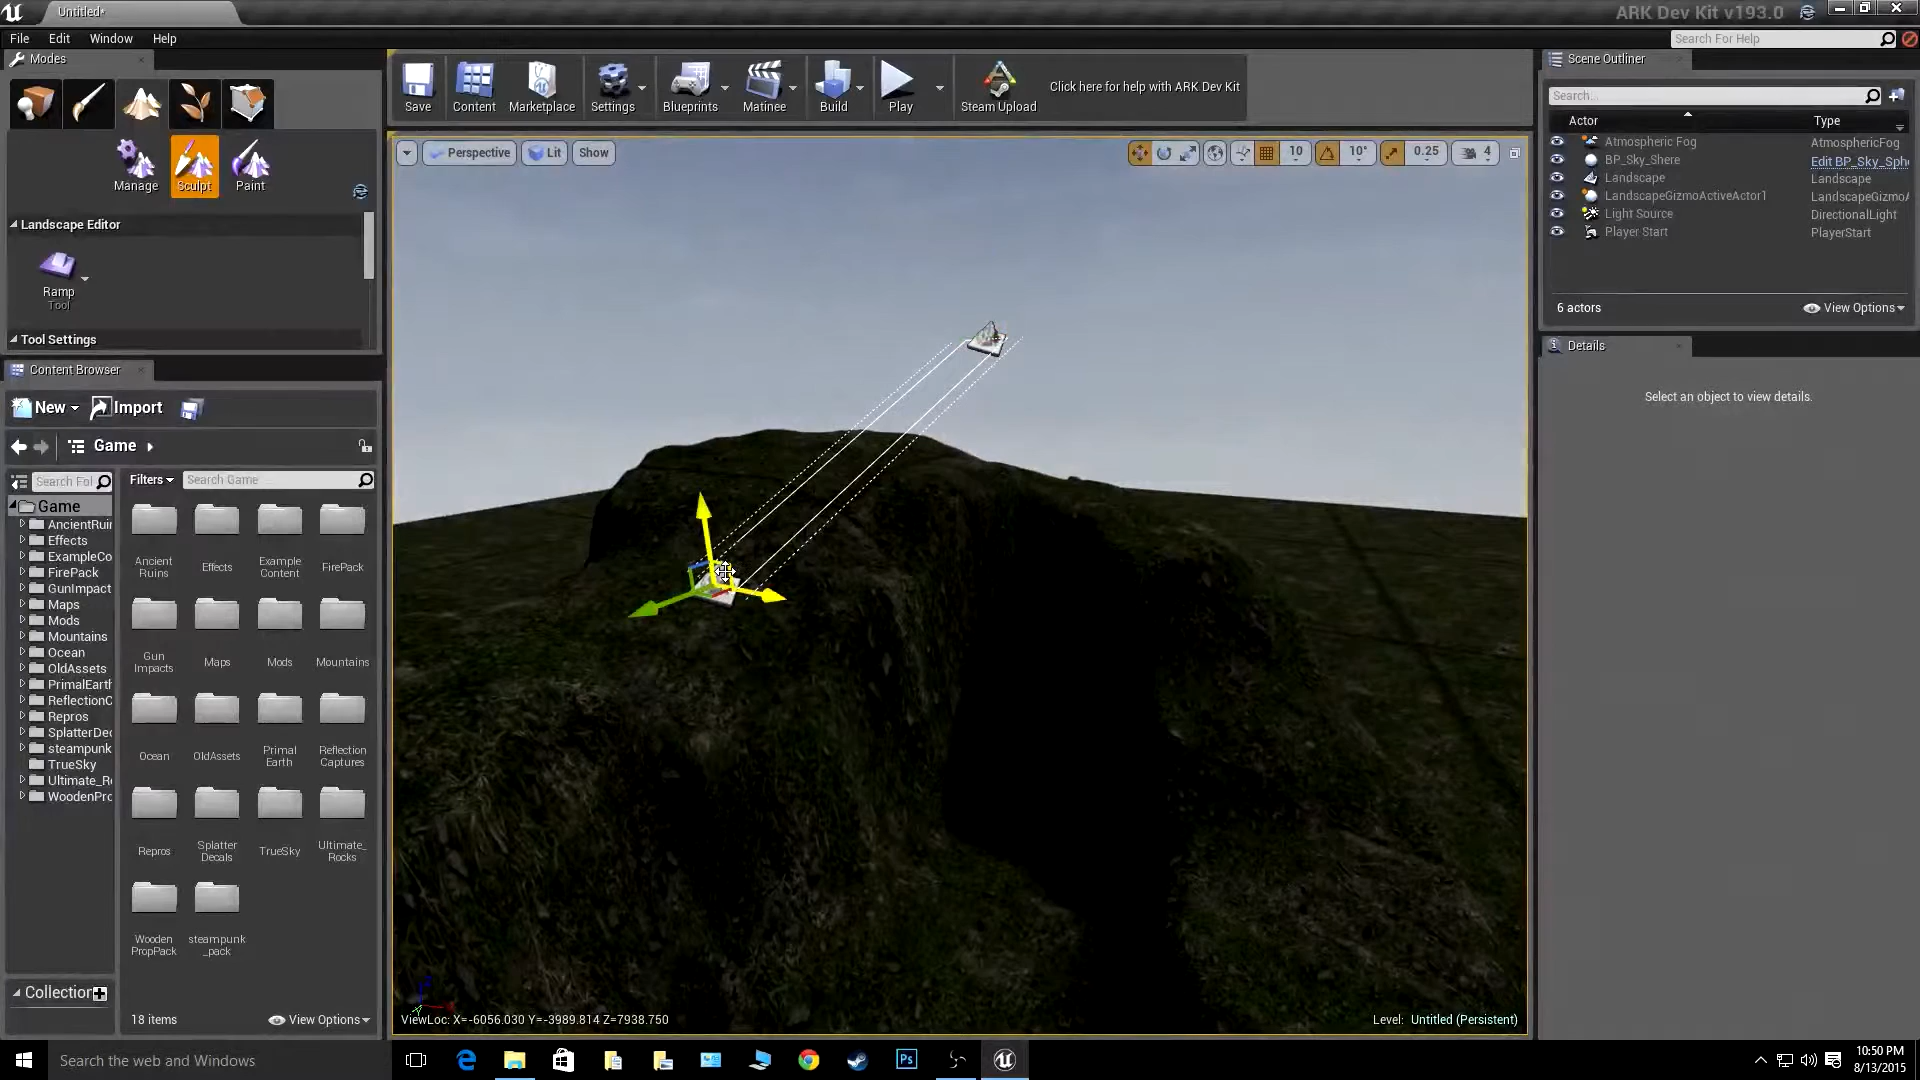 Untitled*
ARK Dev Kit v193.0
File Edit Window Help
Search For Help
Modes
Save
Content
Marketplace
Settings
Blueprints
Matinee
Build
Play
Steam Upload
Click here for help with ARK Dev Kit
Manage
Sculpt
Paint
Landscape Editor
Ramp
Tool
Tool Settings
Content Browser
New
Import
Game
Filters
Search Game
Search Fol
Game
AncientRuin
Effects
ExampleCo
FirePack
GunImpact
Maps
Mods
Mountains
Ocean
OldAssets
PrimalEarth
ReflectionC
Repros
SplatterDec
steampunk
TrueSky
Ultimate_Ro
WoodenPro
Ancient
Ruins
Effects
Example
Content
FirePack
Gun
Impacts
Maps
Mods
Mountains
Ocean
OldAssets
Primal
Earth
Reflection
Captures
Repros
Splatter
Decals
TrueSky
Ultimate_
Rocks
Wooden
PropPack
steampunk
_pack
Collection
18 items
View Options
Perspective
Lit
Show
10
10°
0.25
4
ViewLoc: X=-6056.030 Y=-3989.814 Z=7938.750
Level: Untitled (Persistent)
Scene Outliner
Search...
Actor Type
Atmospheric Fog AtmosphericFog
BP_Sky_Shere Edit BP_Sky_Sph
Landscape Landscape
LandscapeGizmoActiveActor1 LandscapeGizmoA
Light Source DirectionalLight
Player Start PlayerStart
6 actors
View Options
Details
Select an object to view details.
Search the web and Windows
Ps
10:50 PM
8/13/2015